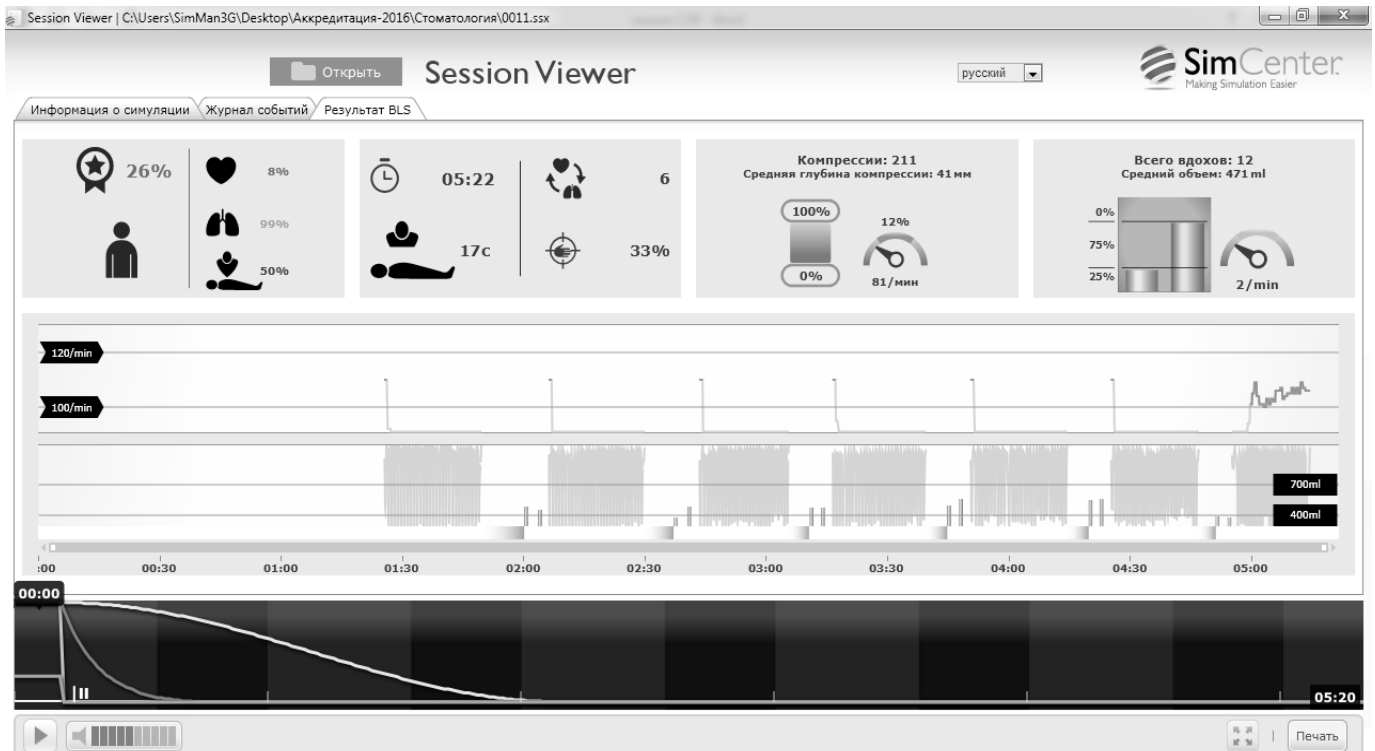 Session Viewer | C:\Users\SimMan3G\Desktop\Аккредитация-2016\Стоматология\0011.ssx
Открыть
Session Viewer
русский
SimCenter
Making Simulation Easier
Информация о симуляции
Журнал событий
Результат BLS
26%
8%
99%
50%
05:22
6
17с
33%
Компрессии: 211
Средняя глубина компрессии: 41 мм
100%
0%
12%
81/мин
Всего вдохов: 12
Средний объем: 471 ml
0%
75%
25%
2/min
120/min
100/min
700ml
400ml
:00 00:30 01:00 01:30 02:00 02:30 03:00 03:30 04:00 04:30 05:00
00:00
05:20
Печать